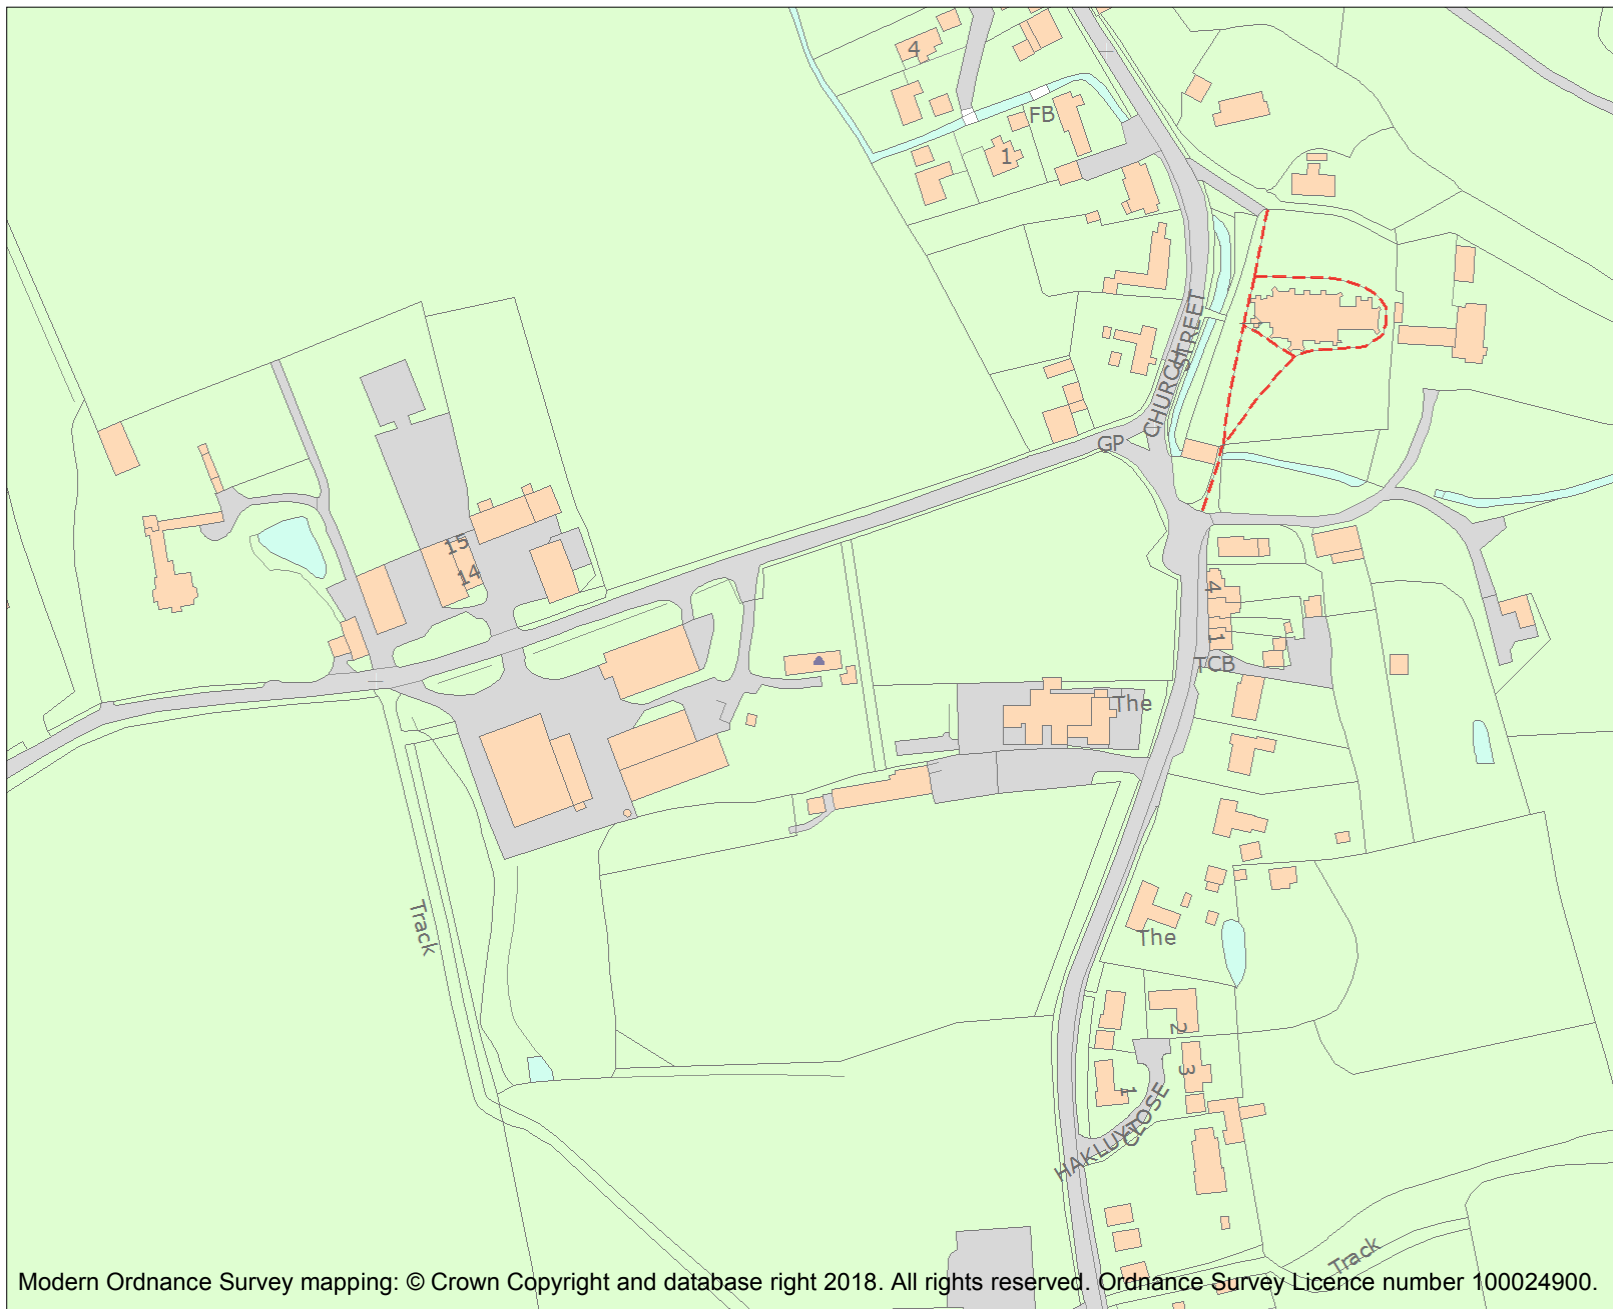 4
FB
1
CHURCH
STREET
GP
15
14
4
1
TCB
The
Track
The
2
3
1
HAKLUYT
CLOSE
Track
Modern Ordnance Survey mapping: © Crown Copyright and database right 2018. All rights reserved. Ordnance Survey Licence number 100024900.